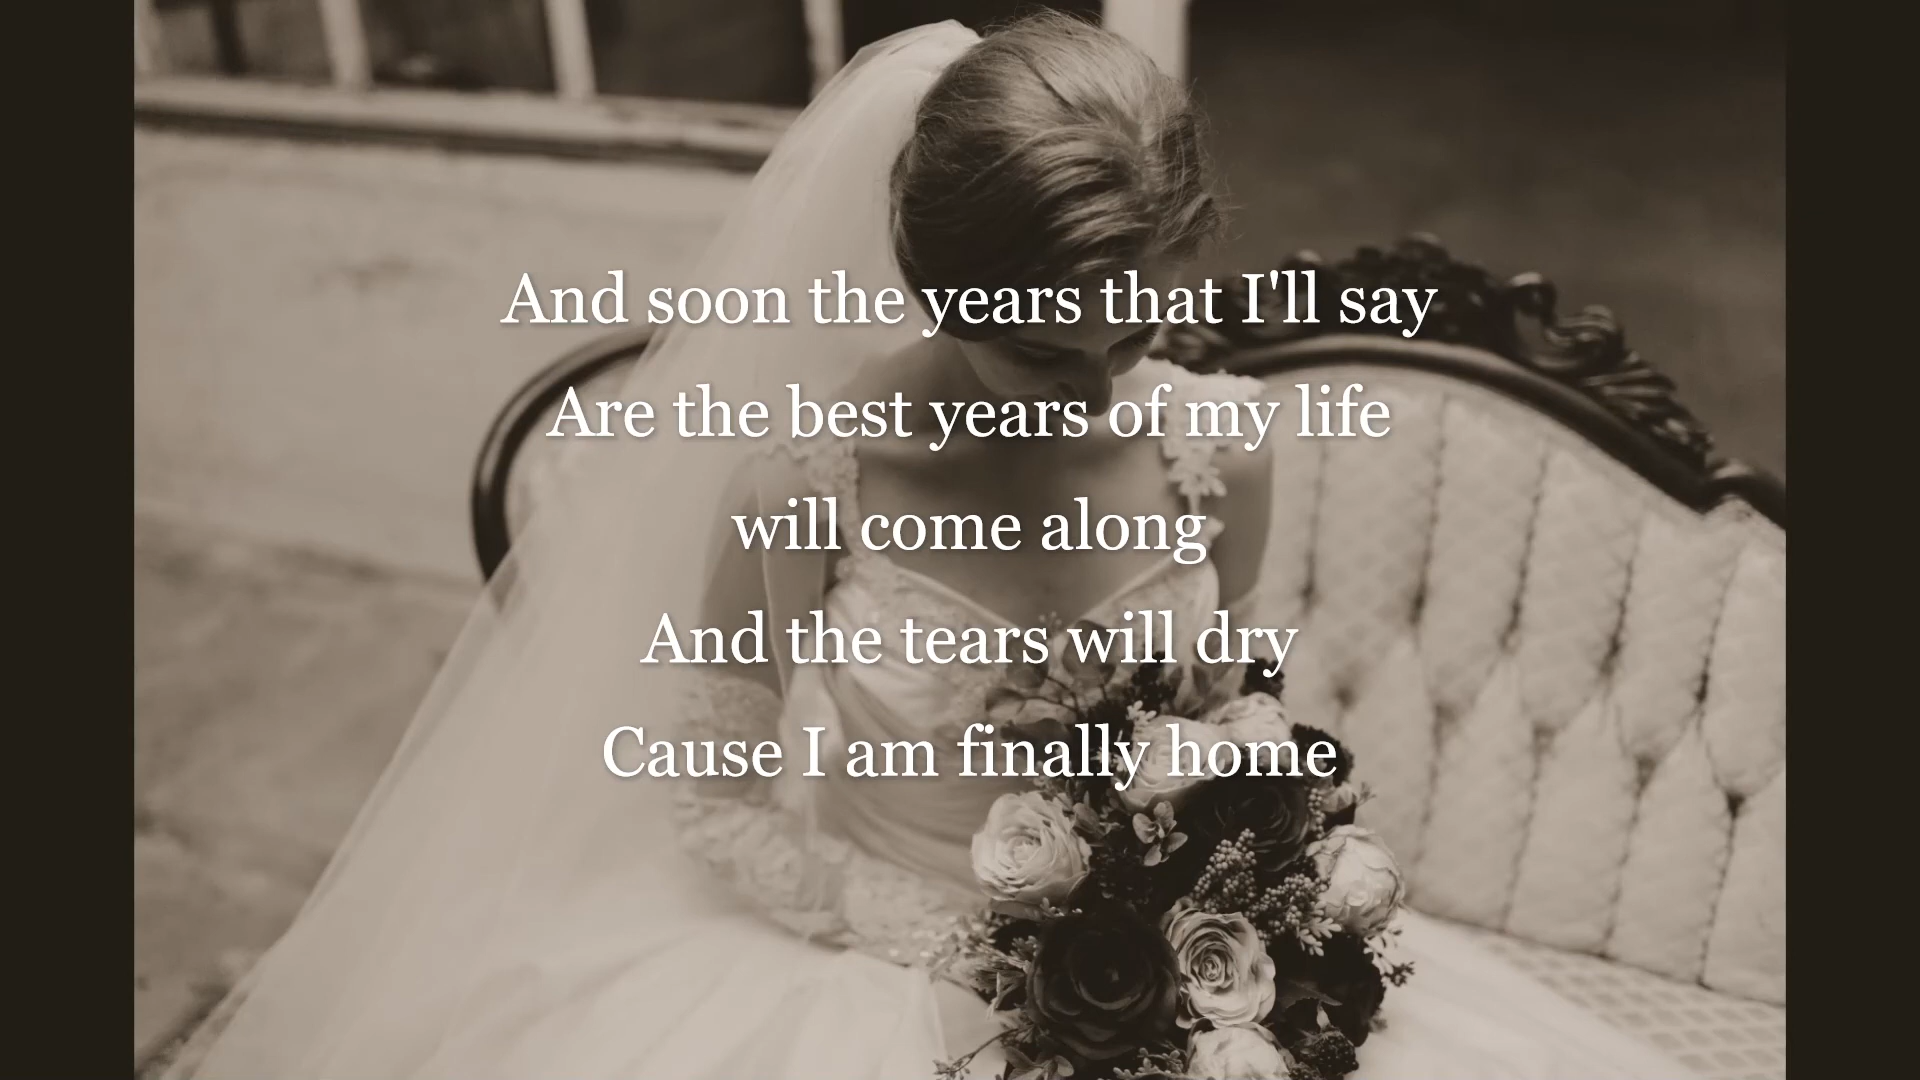 And soon the years that I'll say
Are the best years of my life
will come along
And the tears will dry
Cause I am finally home